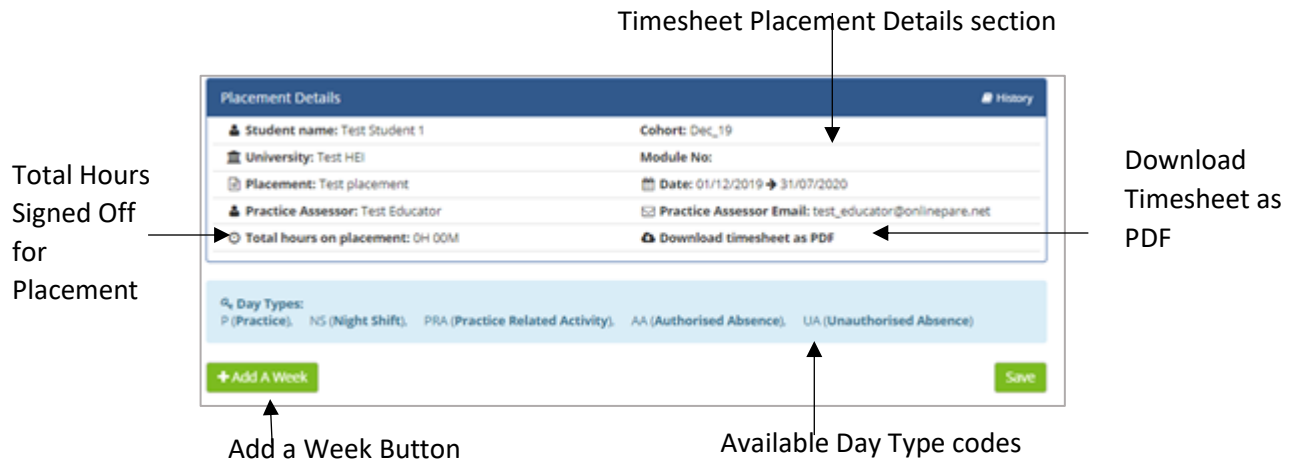 Timesheet Placement Details section
Placement Details
History
Student name: Test Student 1
Cohort: Dec_19
University: Test HEI
Module No:
Placement: Test placement
Date: 01/12/2019 → 31/07/2020
Practice Assessor: Test Educator
Practice Assessor Email: test_educator@onlinepare.net
Total hours on placement: 0H 00M
Download timesheet as PDF
Total Hours
Signed Off
for
Placement
Download
Timesheet as
PDF
Day Types:
P (Practice), NS (Night Shift), PRA (Practice Related Activity), AA (Authorised Absence), UA (Unauthorised Absence)
+ Add A Week
Save
Add a Week Button
Available Day Type codes